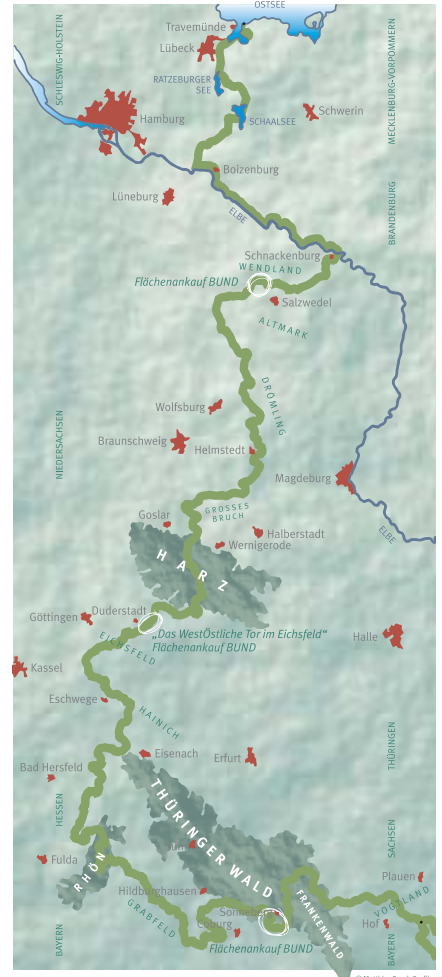 OSTSEE
Travemünde
Lübeck
SCHLESWIG-HOLSTEIN
MECKLENBURG-VORPOMMERN
RATZEBURGER
SEE
Schwerin
Hamburg
SCHAALSEE
Boizenburg
Lüneburg
ELBE
BRANDENBURG
Schnackenburg
WENDLAND
Flächenankauf BUND
Salzwedel
ALTMARK
DRÖMLING
Wolfsburg
NIEDERSACHSEN
Braunschweig
Helmstedt
Magdeburg
GROSSES
BRUCH
Goslar
Halberstadt
ELBE
Wernigerode
HARZ
Duderstadt
Göttingen
„Das WestÖstliche Tor im Eichsfeld"
Flächenankauf BUND
Halle
EICHSFELD
Kassel
Eschwege
HAINICH
THÜRINGEN
Eisenach
Erfurt
Bad Hersfeld
HESSEN
THÜRINGER WALD
SACHSEN
Fulda
RHÖN
Plauen
Hildburghausen
VOGTLAND
GRABFELD
Sonneberg
FRANKENWALD
Coburg
Hof
BAYERN
Flächenankauf BUND
BAYERN